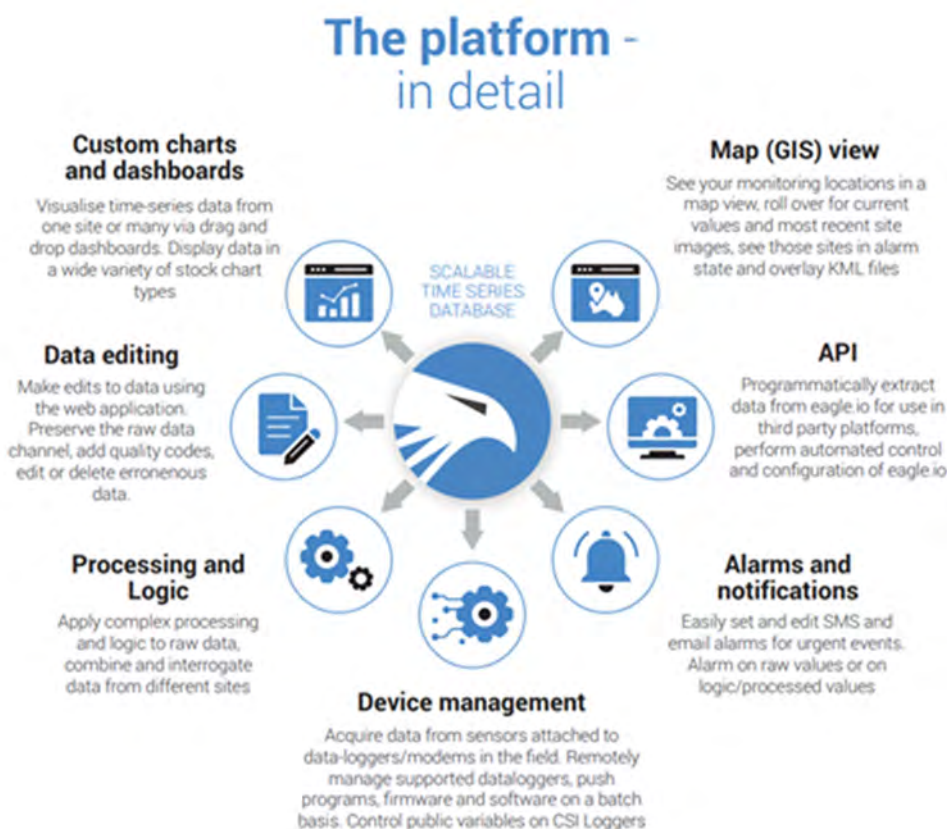 The platform -
in detail
Custom charts
and dashboards
Visualise time-series data from
one site or many via drag and
drop dashboards. Display data in
a wide variety of stock chart
types
Data editing
Make edits to data using
the web application.
Preserve the raw data
channel, add quality codes,
edit or delete erronenous
data.
Processing and
Logic
Apply complex processing
and logic to raw data,
combine and interrogate
data from different sites
SCALABLE
TIME SERIES
DATABASE
Device management
Acquire data from sensors attached to
data-loggers/modems in the field. Remotely
manage supported dataloggers, push
programs, firmware and software on a batch
basis. Control public variables on CSI Loggers
Map (GIS) view
See your monitoring locations in a
map view, roll over for current
values and most recent site
images, see those sites in alarm
state and overlay KML files
API
Programmatically extract
data from eagle.io for use in
third party platforms,
perform automated control
and configuration of eagle.io
Alarms and
notifications
Easily set and edit SMS and
email alarms for urgent events.
Alarm on raw values or on
logic/processed values